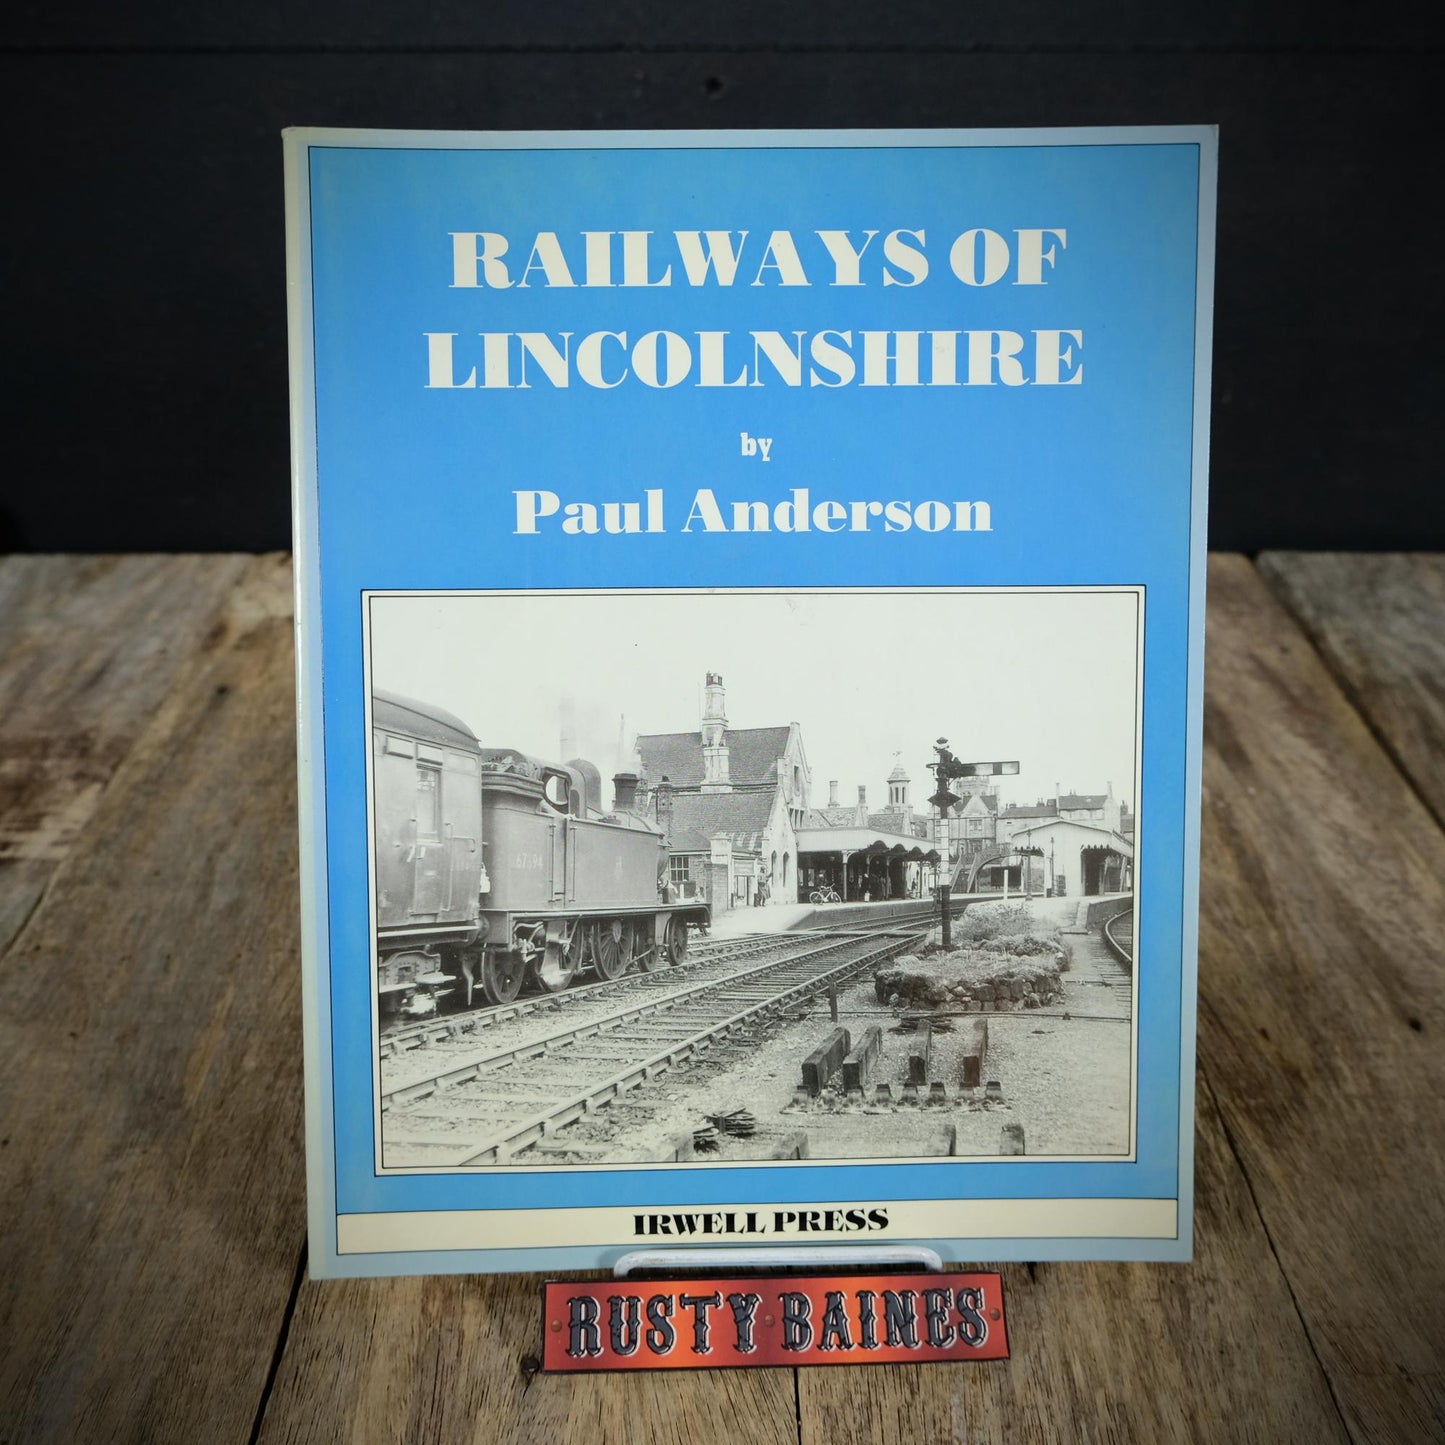 RAILWAYS OF
LINCOLNSHIRE
by
Paul Anderson
IRWELL PRESS
RUSTY BAINES